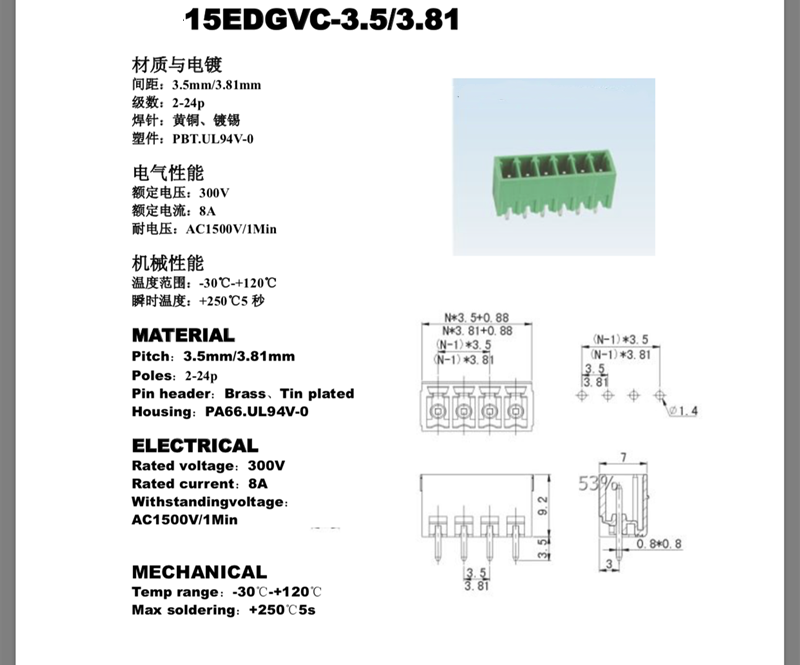 15EDGVC-3.5/3.81
材质与电镀
间距：3.5mm/3.81mm
级数：2-24p
焊针：黄铜、镀锡
塑件：PBT.UL94V-0
电气性能
额定电压：300V
额定电流：8A
耐电压：AC1500V/1Min
机械性能
温度范围：-30℃-+120℃
瞬时温度：+250℃5 秒
MATERIAL
Pitch：3.5mm/3.81mm
Poles：2-24p
Pin header：Brass、Tin plated
Housing：PA66.UL94V-0
ELECTRICAL
Rated voltage：300V
Rated current：8A
Withstandingvoltage：
AC1500V/1Min
MECHANICAL
Temp range：-30℃-+120℃
Max soldering：+250℃5s
N*3.5+0.88
N*3.81+0.88
(N-1)*3.5
(N-1)*3.81
(N-1)*3.5
(N-1)*3.81
3.5
3.81
∅1.4
9.2
3.5
3.5
3.81
7
53%
0.8*0.8
3